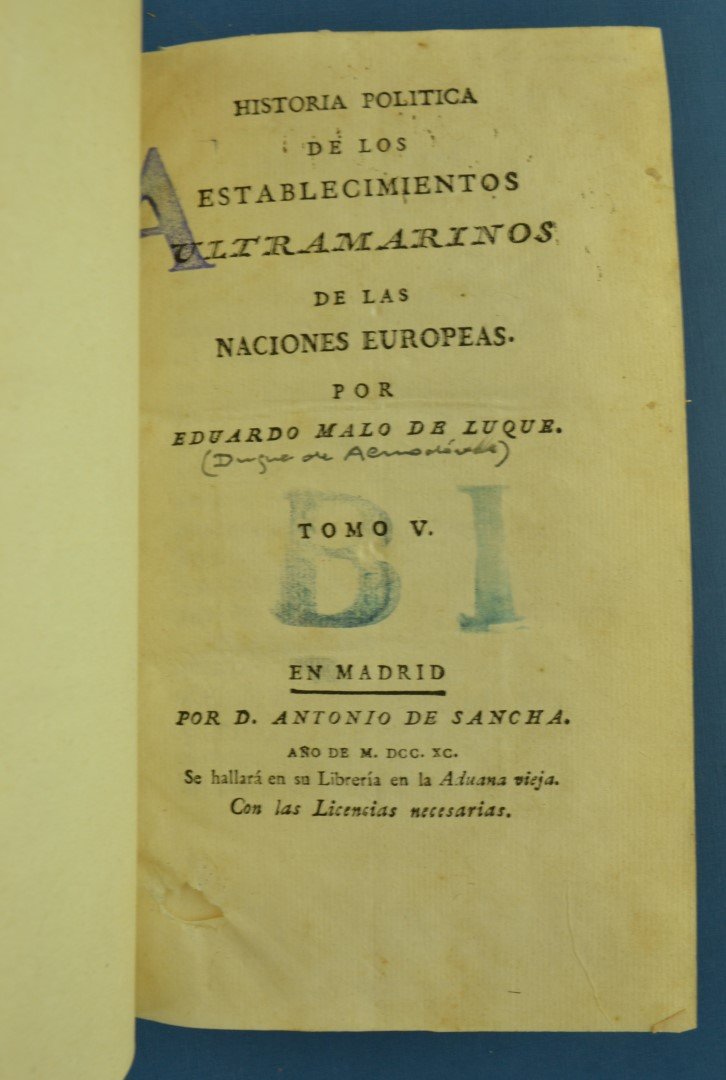 HISTORIA POLITICA
DE LOS
ESTABLECIMIENTOS
ULTRAMARINOS
DE LAS
NACIONES EUROPEAS.
POR
EDUARDO MALO DE LUQUE.
(Duque de Almodóvar)
TOMO V.
A
B I
EN MADRID
POR D. ANTONIO DE SANCHA.
AÑO DE M. DCC. XC.
Se hallará en su Librería en la Aduana vieja.
Con las Licencias necesarias.